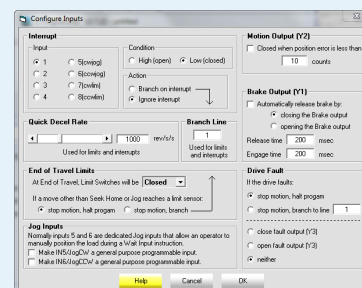 Configure Inputs
Interrupt
Input
1
2
3
4
5(cwjog)
6(ccwjog)
7(cwlim)
8(ccwlim)
Condition
High (open)
Low (closed)
Action
Branch on interrupt
Ignore interrupt
Quick Decel Rate
1000 rev/s/s
Used for limits and interrupts
Branch Line
1
Used for limits
and interrupts
End of Travel Limits
At End of Travel, Limit Switches will be Closed
If a move other than Seek Home or Jog reaches a limit sensor:
stop motion, halt progam
stop motion, branch
Jog Inputs
Normally inputs 5 and 6 are dedicated Jog inputs that allow an operator to
manually position the load during a Wait Input instruction.
Make IN5/JogCW a general purpose programmable input.
Make IN6/JogCCW a general purpose programmable input.
Motion Output (Y2)
Closed when position error is less than
10 counts
Brake Output (Y1)
Automatically release brake by:
closing the Brake output
opening the Brake output
Release time 200 msec
Engage time 200 msec
Drive Fault
If the drive faults:
stop motion, halt progam
stop motion, branch to line 1
close fault output (Y3)
open fault output (Y3)
neither
Help
Cancel
OK